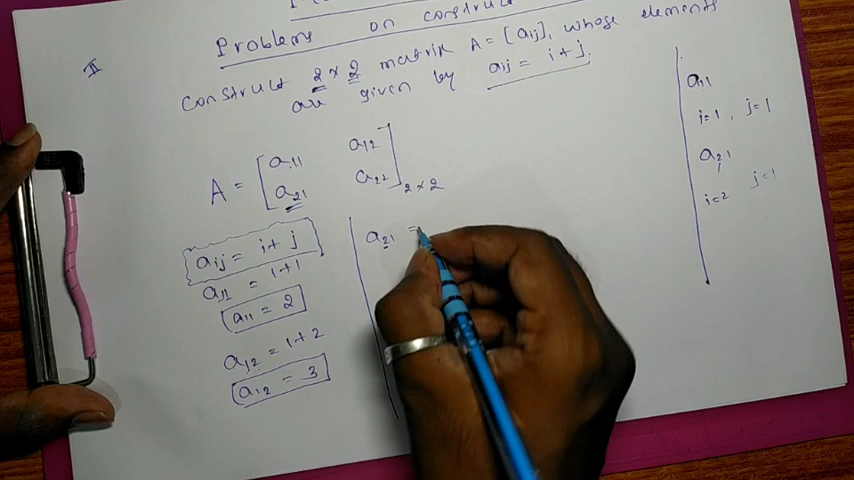 Problems on construct
II
Construct 2 × 2 matrix A = [aij], whose elements
are given by aij = i + j.
A = [ a11 a12
a21 a22 ] 2 × 2
aij = i + j
a11 = 1+1
a11 = 2
a12 = 1+2
a12 = 3
a21 =
a11
i=1, j=1
a21
i=2 j=1